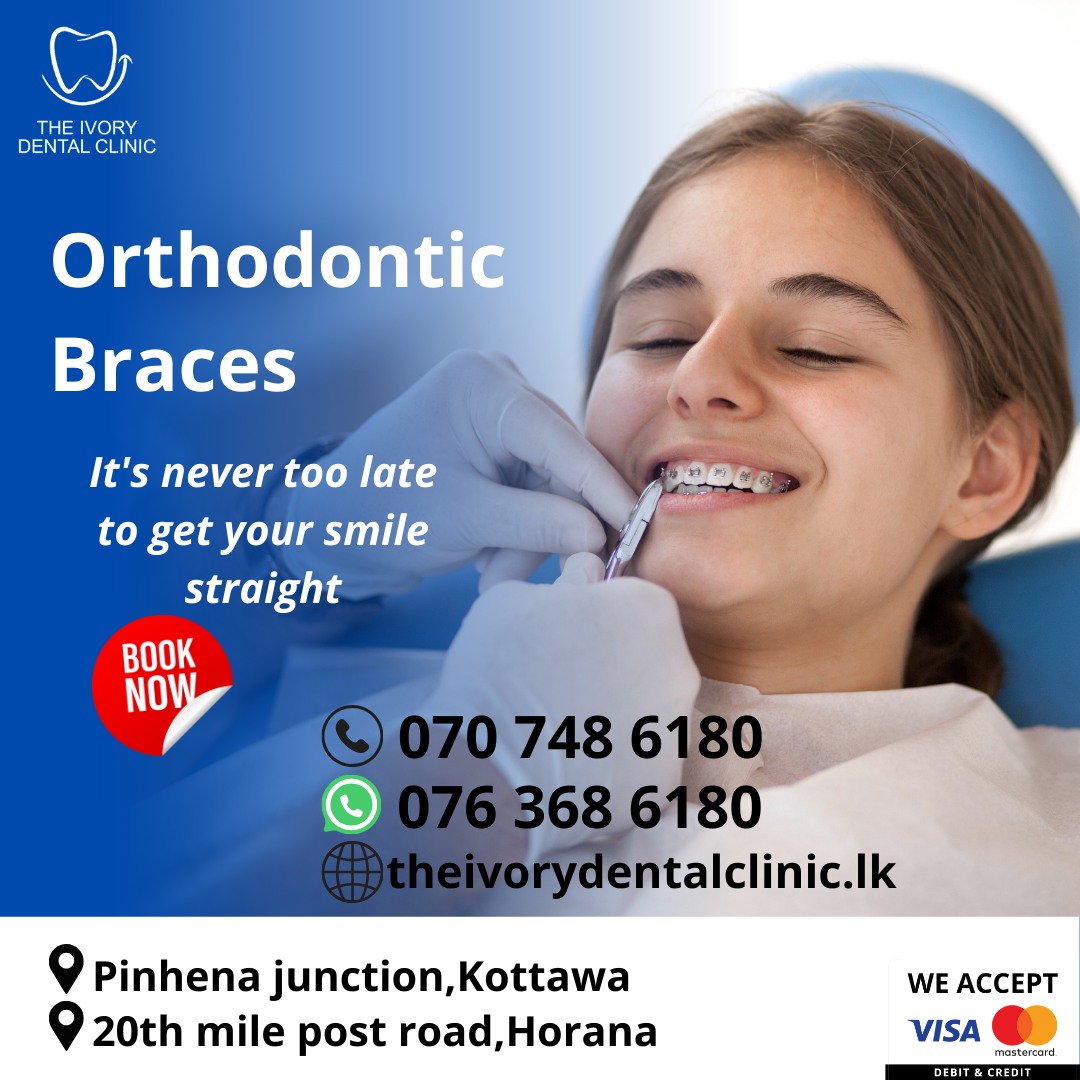 THE IVORY
DENTAL CLINIC
Orthodontic
Braces
It's never too late
to get your smile
straight
BOOK
NOW
070 748 6180
076 368 6180
theivorydentalclinic.lk
Pinhena junction,Kottawa
20th mile post road,Horana
WE ACCEPT
VISA
mastercard.
DEBIT & CREDIT